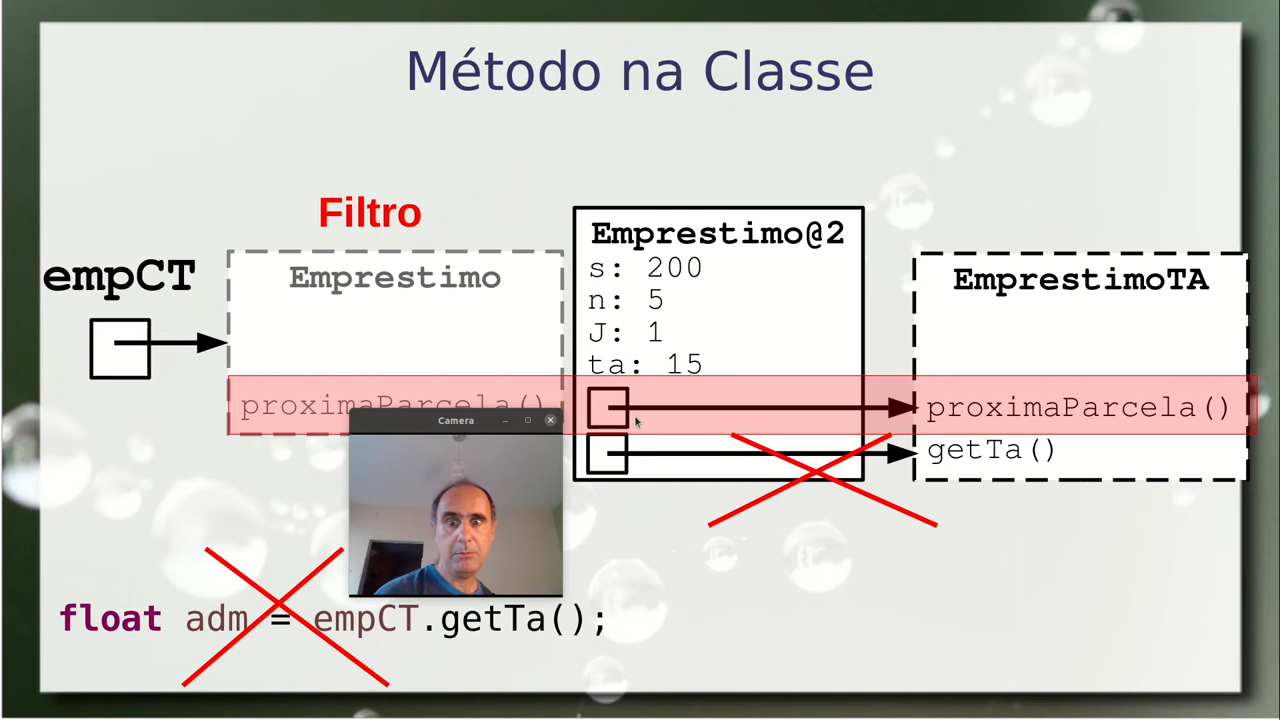 Método na Classe
Filtro
empCT
Emprestimo
proximaParcela()
Emprestimo@2
s: 200
n: 5
J: 1
ta: 15
EmprestimoTA
proximaParcela()
getTa()
Camera
float adm = empCT.getTa();